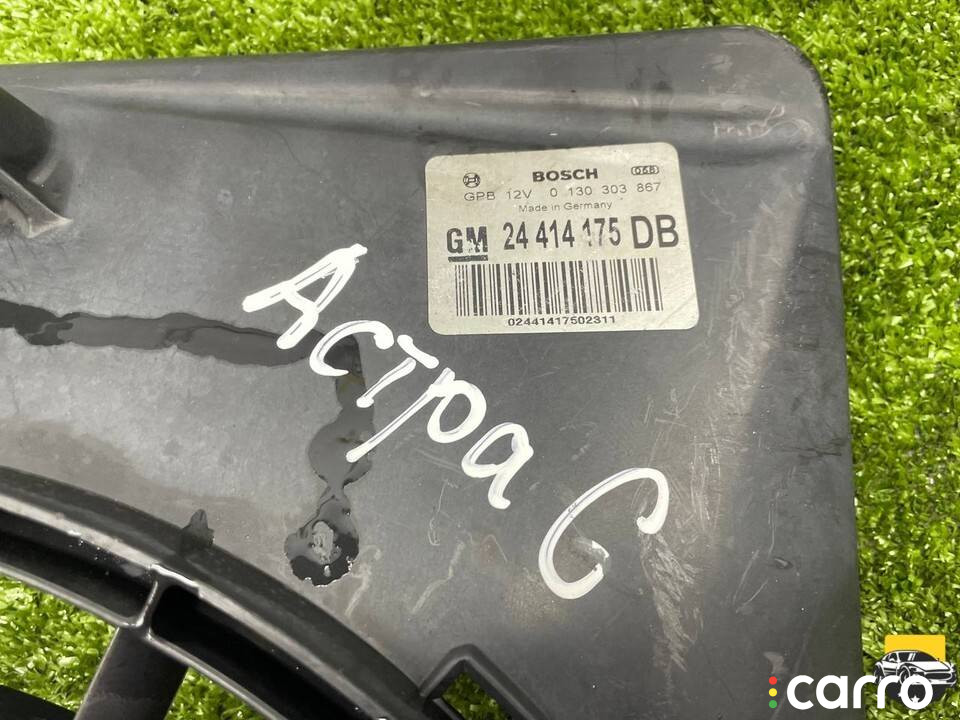 BOSCH
GPB 12V 0 130 303 867
Made in Germany
GM 24 414 175 DB
02441417502311
Астра G
carro